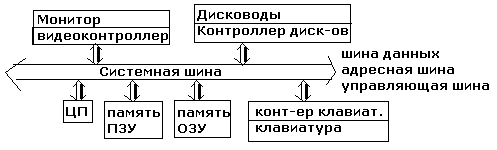 Монитор
видеоконтроллер
Дисководы
Контроллер диск-ов
шина данных
адресная шина
управляющая шина
Системная шина
ЦП
память
ПЗУ
память
ОЗУ
конт-ер клавиат.
клавиатура